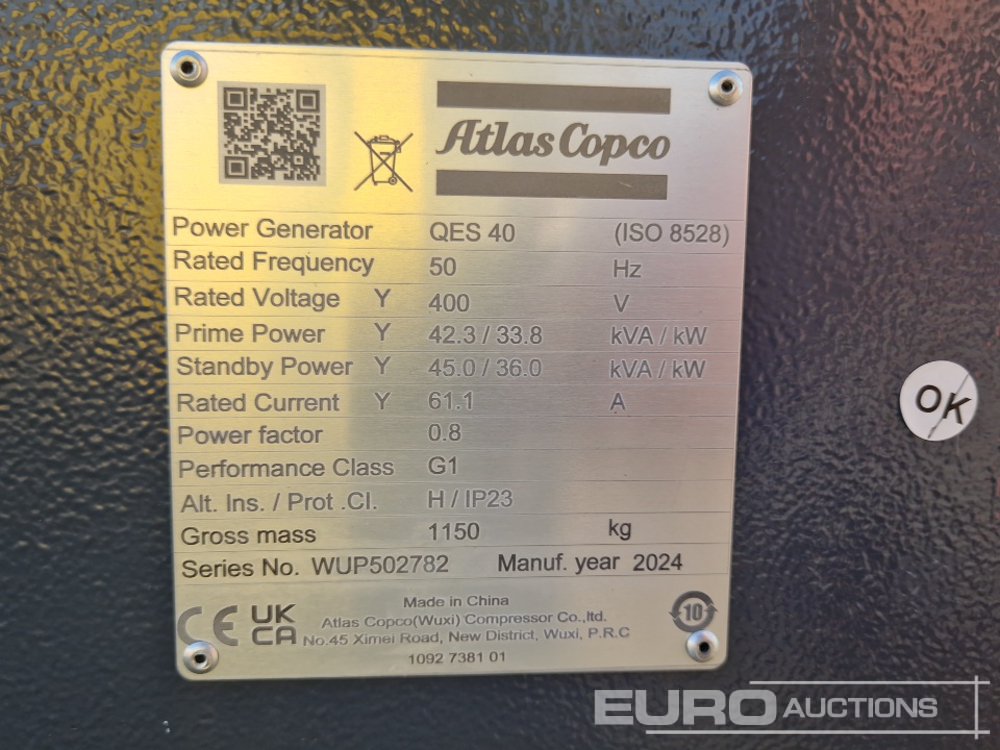 Atlas Copco
Power Generator QES 40 (ISO 8528)
Rated Frequency 50 Hz
Rated Voltage Y 400 V
Prime Power Y 42.3 / 33.8 kVA / kW
Standby Power Y 45.0 / 36.0 kVA / kW
Rated Current Y 61.1 A
Power factor 0.8
Performance Class G1
Alt. Ins. / Prot .Cl. H / IP23
Gross mass 1150 kg
Series No. WUP502782 Manuf. year 2024
CE UK CA
Made in China
Atlas Copco(Wuxi) Compressor Co.,ltd.
No.45 Ximei Road, New District, Wuxi, P.R.C
1092 7381 01
10
OK
EURO AUCTIONS